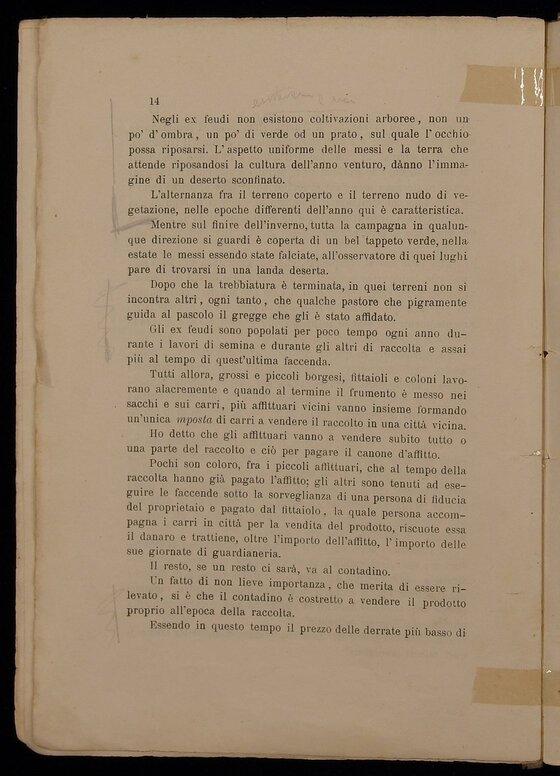 14
Negli ex feudi non esistono coltivazioni arboree, non un
po' d'ombra, un po' di verde od un prato, sul quale l'occhio
possa riposarsi. L'aspetto uniforme delle messi e la terra che
attende riposandosi la cultura dell'anno venturo, dànno l'imma-
gine di un deserto sconfinato.
L'alternanza fra il terreno coperto e il terreno nudo di ve-
getazione, nelle epoche differenti dell'anno qui è caratteristica.
Mentre sul finire dell'inverno, tutta la campagna in qualun-
que direzione si guardi è coperta di un bel tappeto verde, nella
estate le messi essendo state falciate, all'osservatore di quei lughi
pare di trovarsi in una landa deserta.
Dopo che la trebbiatura è terminata, in quei terreni non si
incontra altri, ogni tanto, che qualche pastore che pigramente
guida al pascolo il gregge che gli è stato affidato.
Gli ex feudi sono popolati per poco tempo ogni anno du-
rante i lavori di semina e durante gli altri di raccolta e assai
più al tempo di quest'ultima faccenda.
Tutti allora, grossi e piccoli borgesi, fittaioli e coloni lavo-
rano alacremente e quando al termine il frumento è messo nei
sacchi e sui carri, più affittuari vicini vanno insieme formando
un'unica mposta di carri a vendere il raccolto in una città vicina.
Ho detto che gli affittuari vanno a vendere subito tutto o
una parte del raccolto e ciò per pagare il canone d'affitto.
Pochi son coloro, fra i piccoli affittuari, che al tempo della
raccolta hanno già pagato l'affitto; gli altri sono tenuti ad ese-
guire le faccende sotto la sorveglianza di una persona di fiducia
del proprietaio e pagato dal fittaiolo, la quale persona accom-
pagna i carri in città per la vendita del prodotto, riscuote essa
il danaro e trattiene, oltre l'importo dell'affitto, l'importo delle
sue giornate di guardianeria.
Il resto, se un resto ci sarà, va al contadino.
Un fatto di non lieve importanza, che merita di essere ri-
levato, si è che il contadino è costretto a vendere il prodotto
proprio all'epoca della raccolta.
Essendo in questo tempo il prezzo delle derrate più basso di